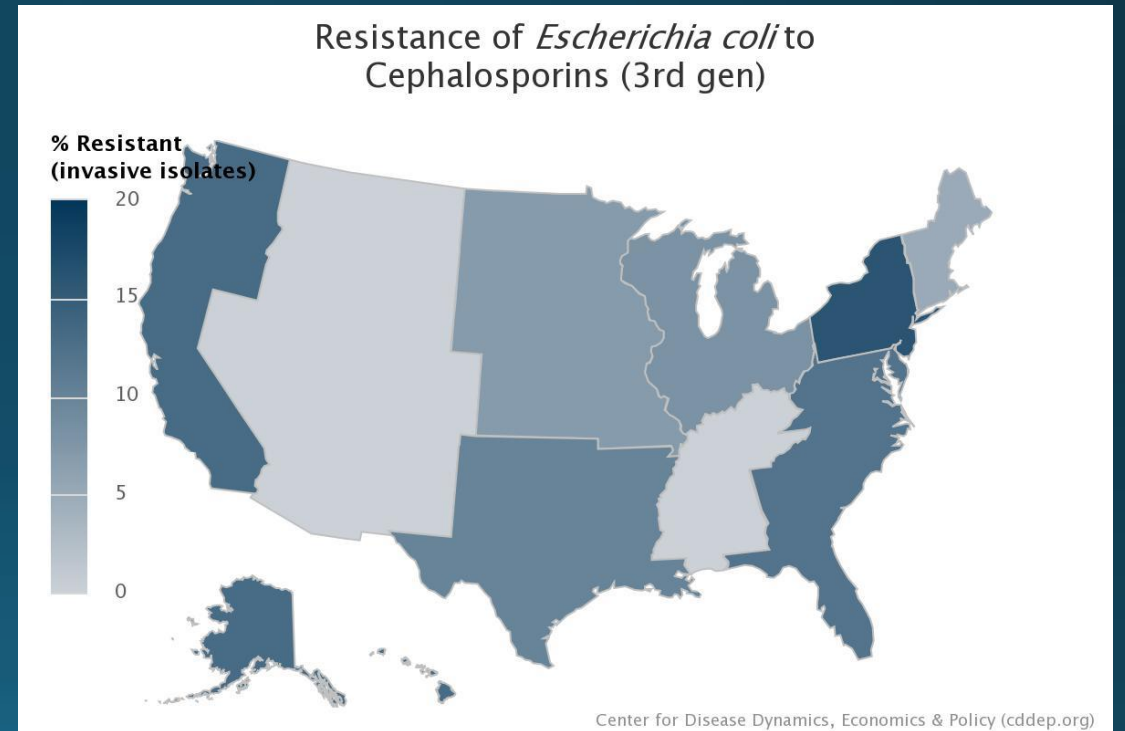 Resistance of Escherichia coli to
Cephalosporins (3rd gen)
% Resistant
(invasive isolates)
20
15
10
5
0
Center for Disease Dynamics, Economics & Policy (cddep.org)